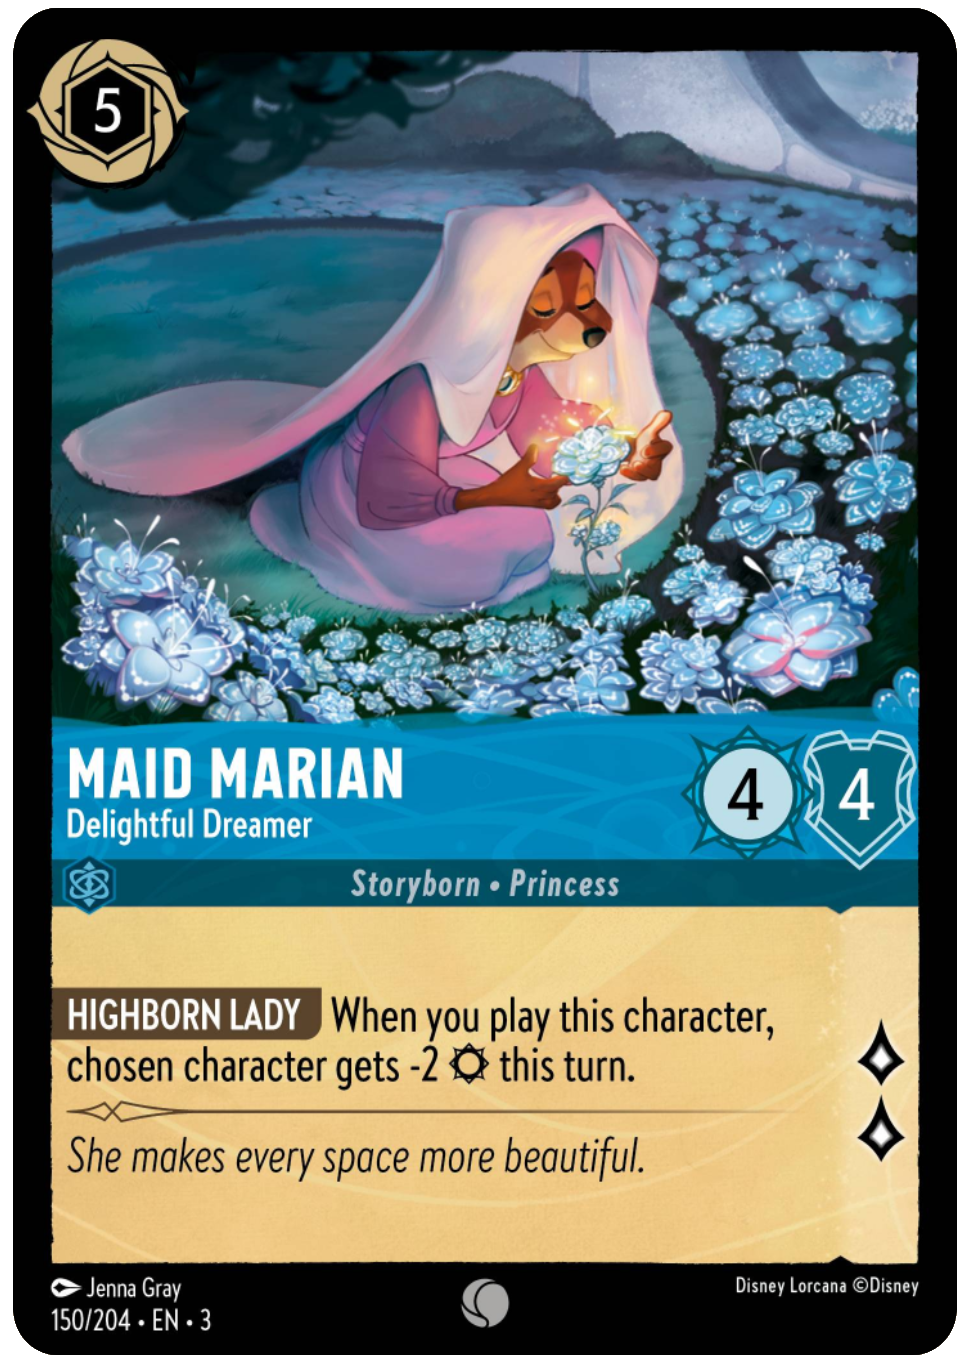 5
MAID MARIAN
Delightful Dreamer
4
4
Storyborn • Princess
HIGHBORN LADY When you play this character,
chosen character gets -2 this turn.
She makes every space more beautiful.
Jenna Gray
Disney Lorcana ©Disney
150/204 • EN • 3